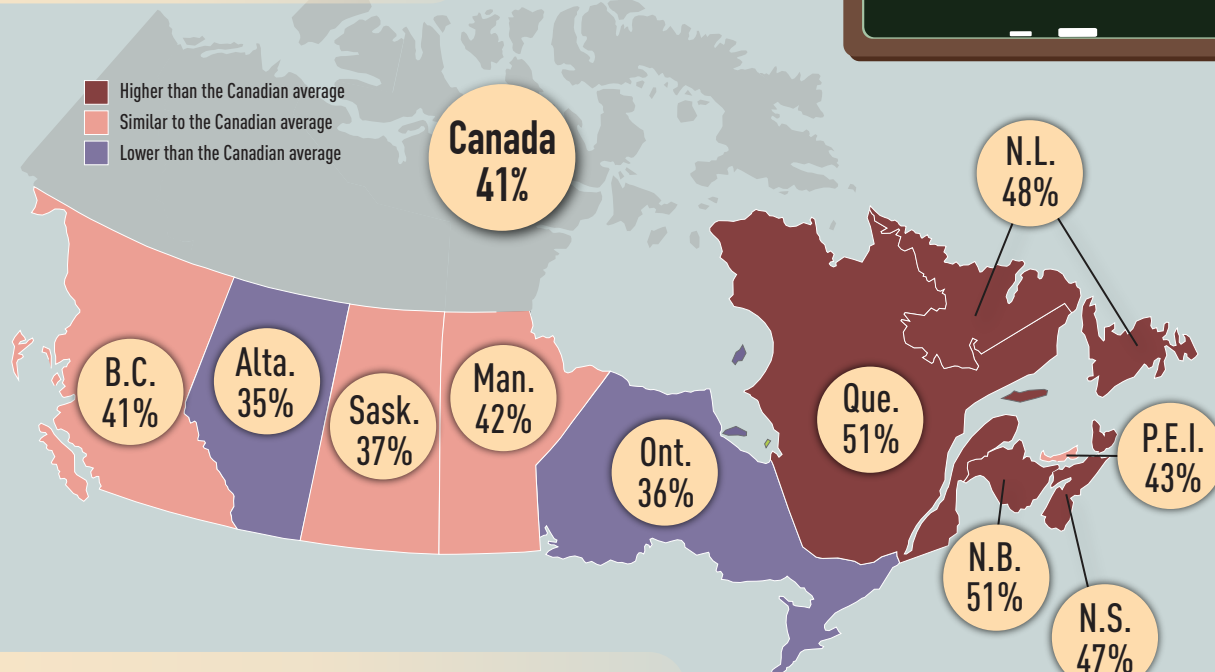 Higher than the Canadian average
Similar to the Canadian average
Lower than the Canadian average
Canada
41%
N.L.
48%
B.C.
41%
Alta.
35%
Sask.
37%
Man.
42%
Ont.
36%
Que.
51%
P.E.I.
43%
N.B.
51%
N.S.
47%